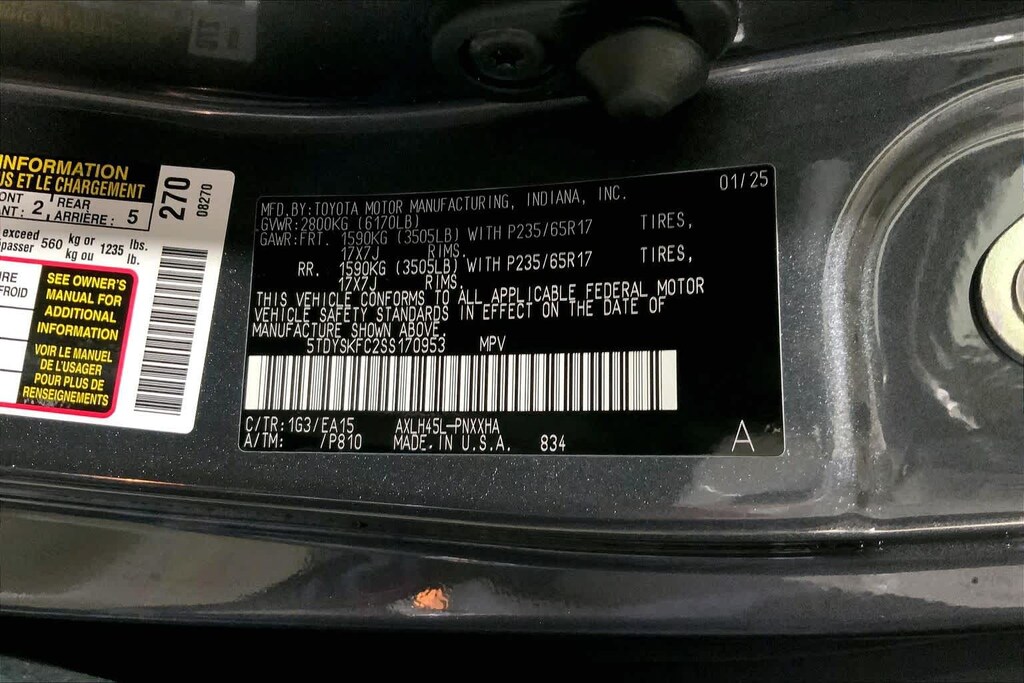 INFORMATION
US ET LE CHARGEMENT
2 REAR
ARRIÈRE: 5
exceed 560 kg or 1235 lbs.
passer kg ou lb.
FROID
SEE OWNER'S
MANUAL FOR
ADDITIONAL
INFORMATION
VOIR LE MANUEL
DE L'USAGER
POUR PLUS DE
RENSEIGNEMENTS
270
08270
01/25
MFD.BY:TOYOTA MOTOR MANUFACTURING, INDIANA, INC.
GVWR:2800KG (6170LB)
GAWR:FRT. 1590KG (3505LB) WITH P235/65R17 TIRES,
17X7J RIMS.
RR. 1590KG (3505LB) WITH P235/65R17 TIRES,
17X7J RIMS.
THIS VEHICLE CONFORMS TO ALL APPLICABLE FEDERAL MOTOR
VEHICLE SAFETY STANDARDS IN EFFECT ON THE DATE OF
MANUFACTURE SHOWN ABOVE.
5TDYSKFC2SS170953 MPV
C/TR:1G3/EA15 AXLH45L-PNXXHA
A/TM: /P810 MADE IN U.S.A. 834
A